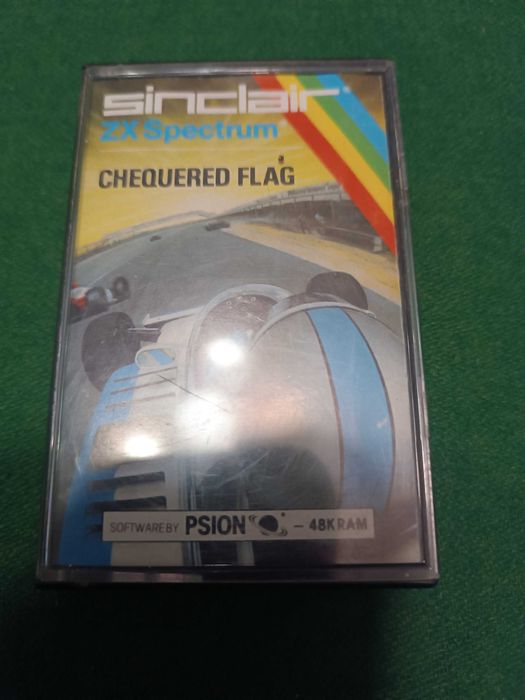 sinclair
ZX Spectrum
CHEQUERED FLAG
SOFTWARE BY PSION - 48K RAM